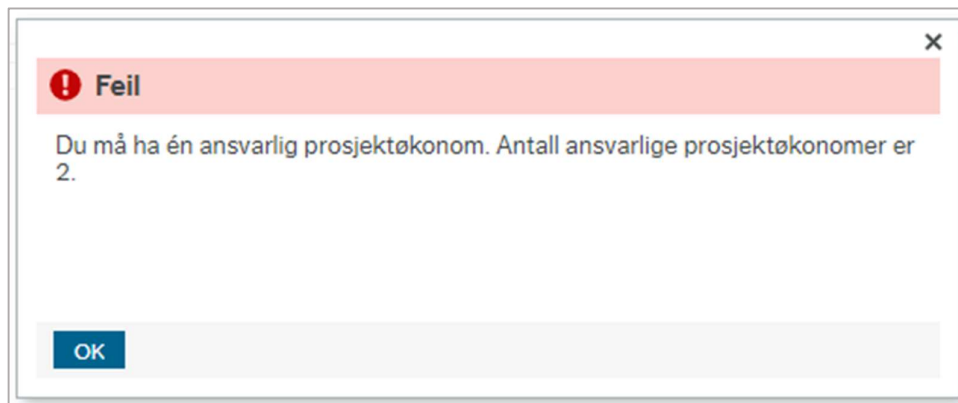 Feil
Du må ha én ansvarlig prosjektøkonom. Antall ansvarlige prosjektøkonomer er
2.
OK